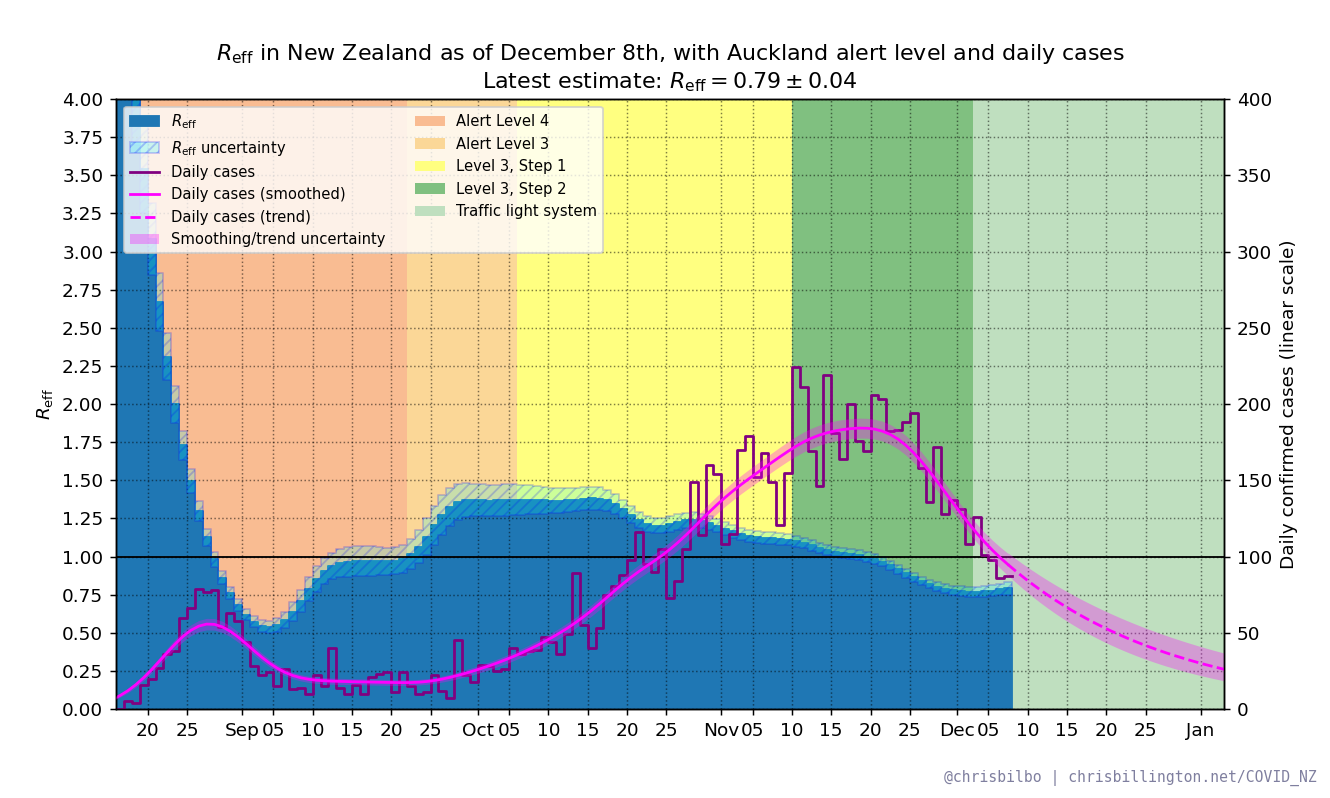 R_eff in New Zealand as of December 8th, with Auckland alert level and daily cases
Latest estimate: R_eff = 0.79 ± 0.04
R_eff
R_eff uncertainty
Daily cases
Daily cases (smoothed)
Daily cases (trend)
Smoothing/trend uncertainty
Alert Level 4
Alert Level 3
Level 3, Step 1
Level 3, Step 2
Traffic light system
R_eff
4.00
3.75
3.50
3.25
3.00
2.75
2.50
2.25
2.00
1.75
1.50
1.25
1.00
0.75
0.50
0.25
0.00
400
350
300
250
200
150
100
50
0
Daily confirmed cases (linear scale)
20 25 Sep 05 10 15 20 25 Oct 05 10 15 20 25 Nov 05 10 15 20 25 Dec 05 10 15 20 25 Jan
@chrisbilbo | chrisbillington.net/COVID_NZ